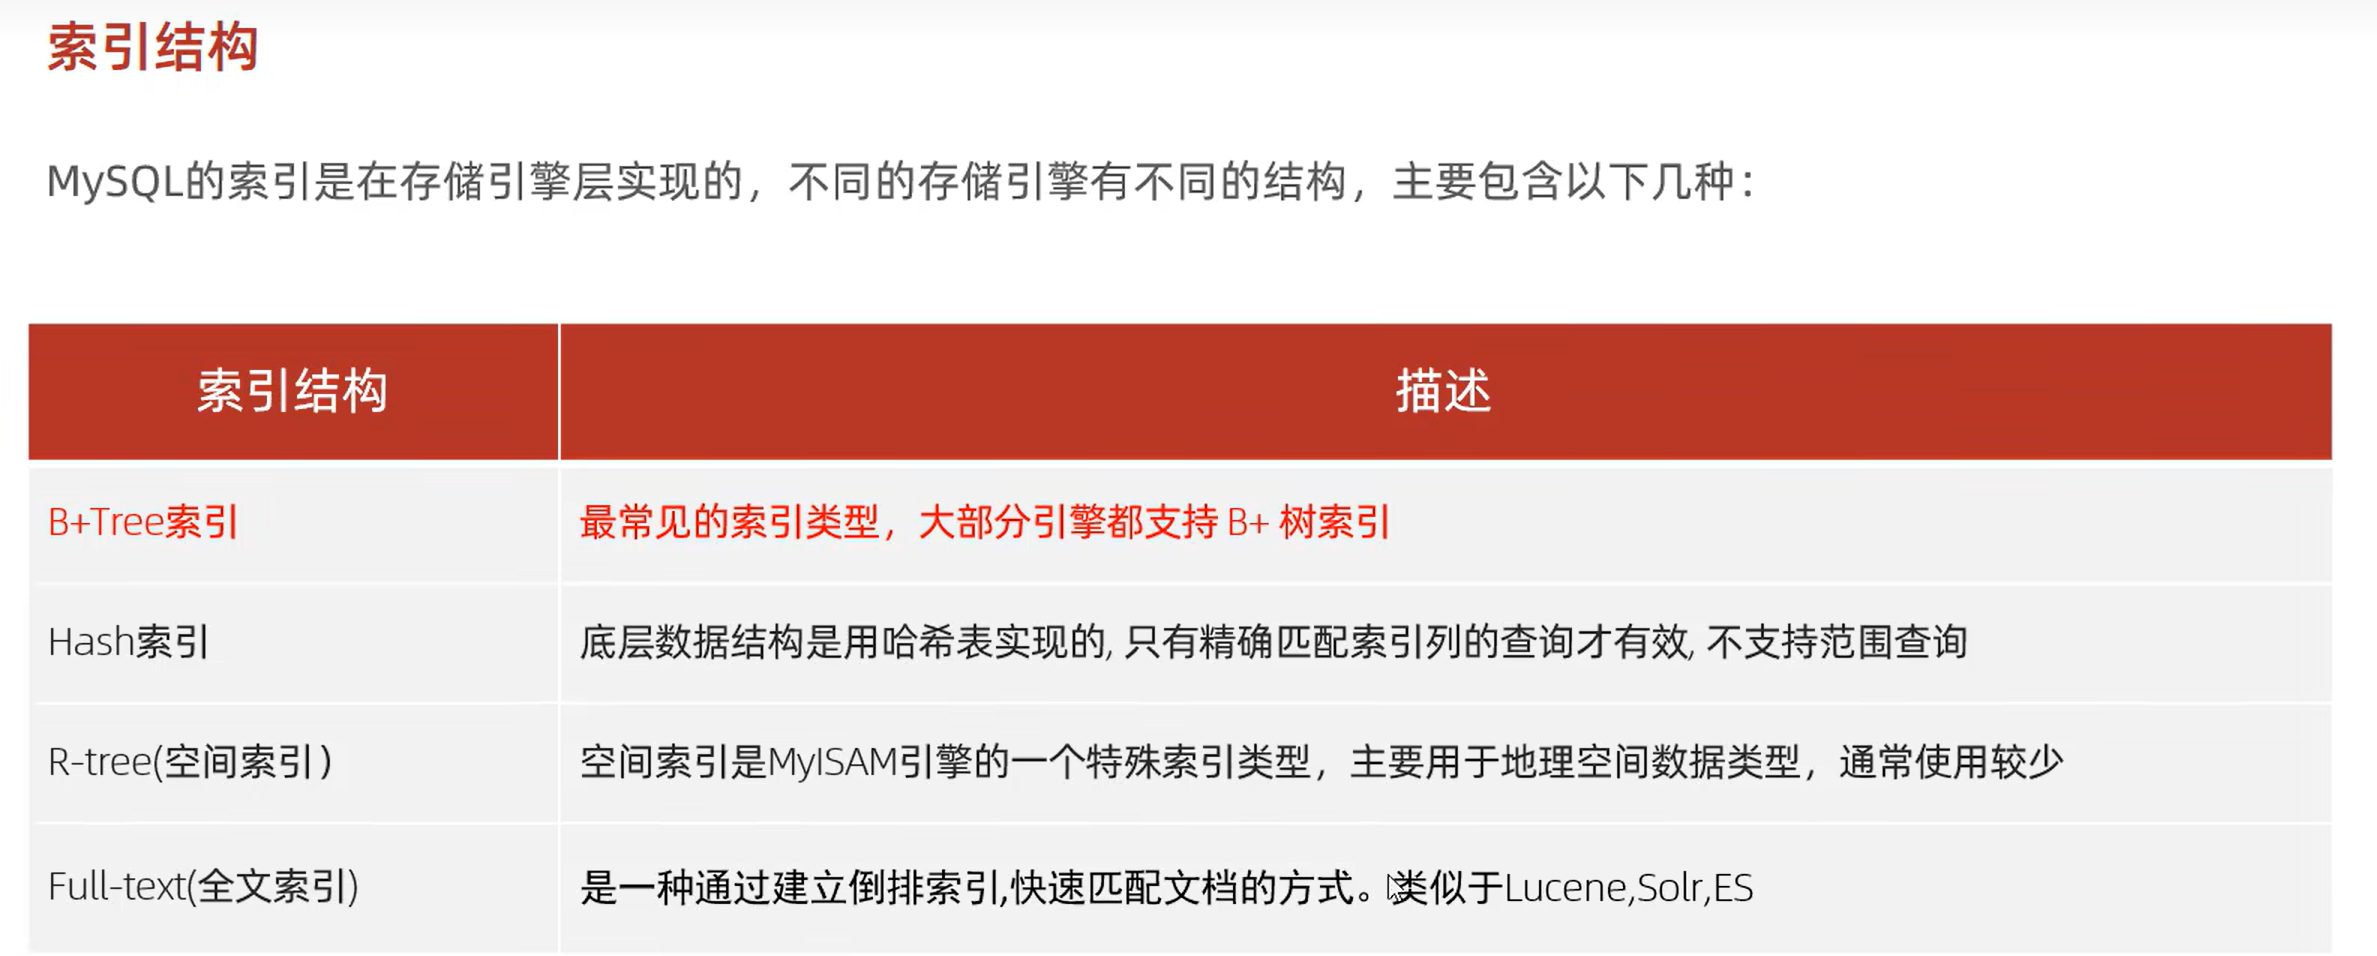 索引结构
MySQL的索引是在存储引擎层实现的，不同的存储引擎有不同的结构，主要包含以下几种：
索引结构 描述
B+Tree索引 最常见的索引类型，大部分引擎都支持 B+ 树索引
Hash索引 底层数据结构是用哈希表实现的, 只有精确匹配索引列的查询才有效, 不支持范围查询
R-tree(空间索引） 空间索引是MyISAM引擎的一个特殊索引类型，主要用于地理空间数据类型，通常使用较少
Full-text(全文索引) 是一种通过建立倒排索引,快速匹配文档的方式。类似于Lucene,Solr,ES